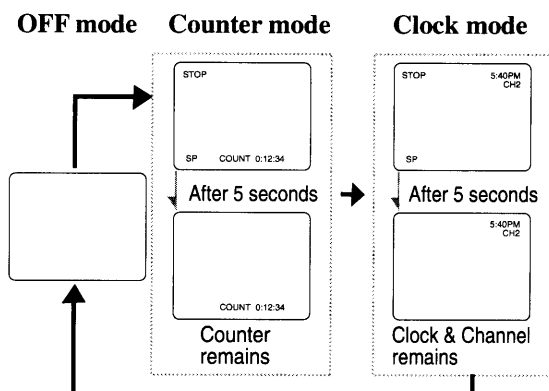 OFF mode
Counter mode
Clock mode
STOP
SP COUNT 0:12:34
After 5 seconds
COUNT 0:12:34
Counter
remains
STOP 5:40PM
CH2
SP
After 5 seconds
5:40PM
CH2
Clock & Channel
remains